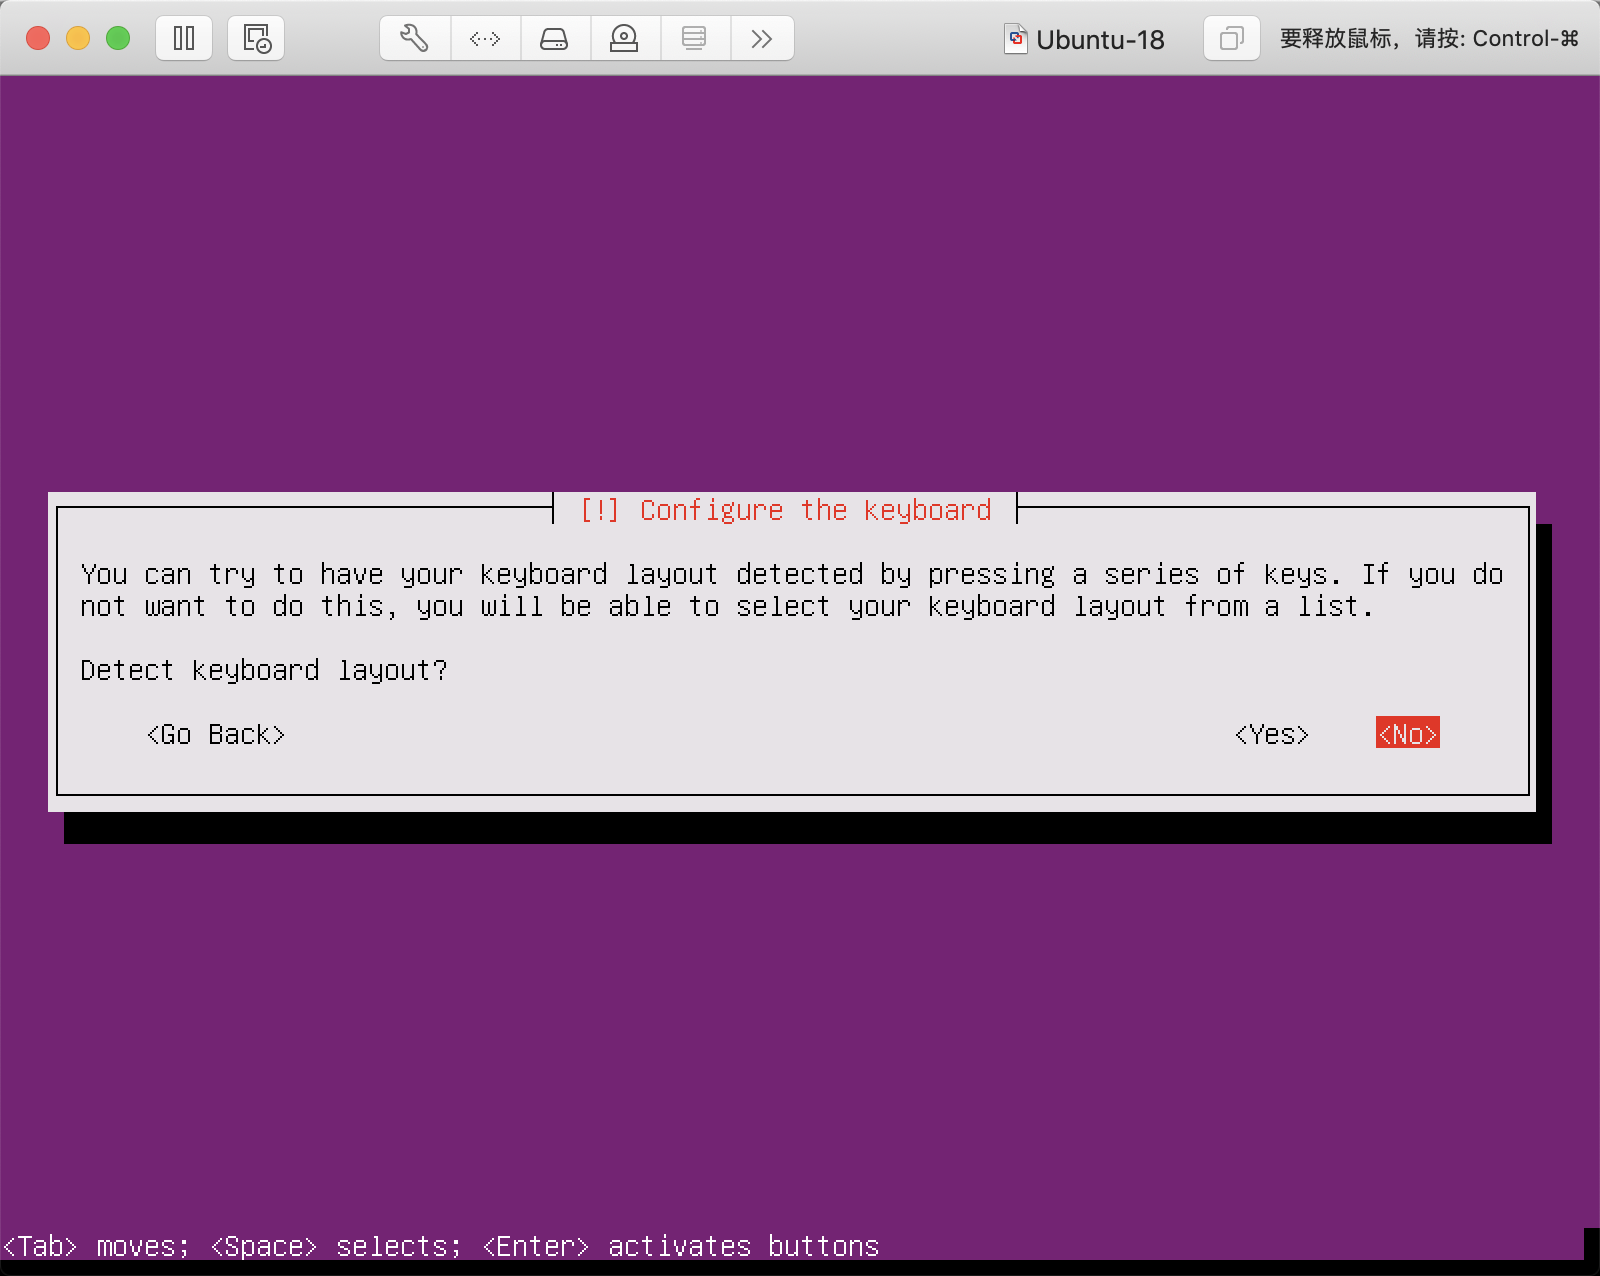 Ubuntu-18
要释放鼠标，请按: Control-⌘
[!] Configure the keyboard
You can try to have your keyboard layout detected by pressing a series of keys. If you do
not want to do this, you will be able to select your keyboard layout from a list.
Detect keyboard layout?
<Go Back> <Yes> <No>
<Tab> moves; <Space> selects; <Enter> activates buttons